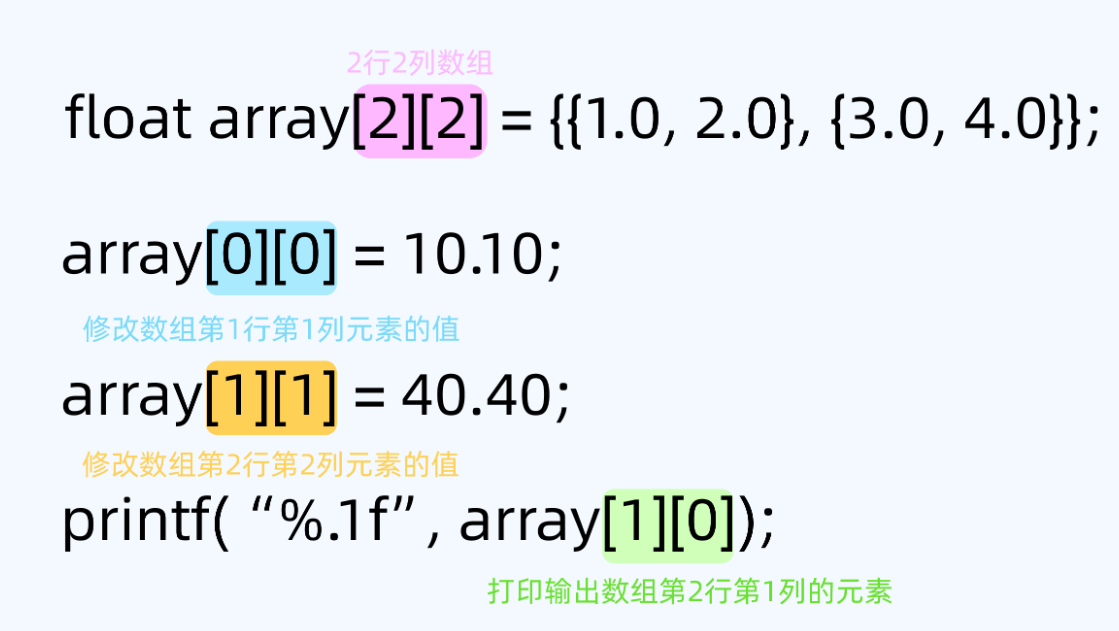 2行2列数组
float array[2][2] = {{1.0, 2.0}, {3.0, 4.0}};
array[0][0] = 10.10;
修改数组第1行第1列元素的值
array[1][1] = 40.40;
修改数组第2行第2列元素的值
printf( “%.1f”, array[1][0]);
打印输出数组第2行第1列的元素